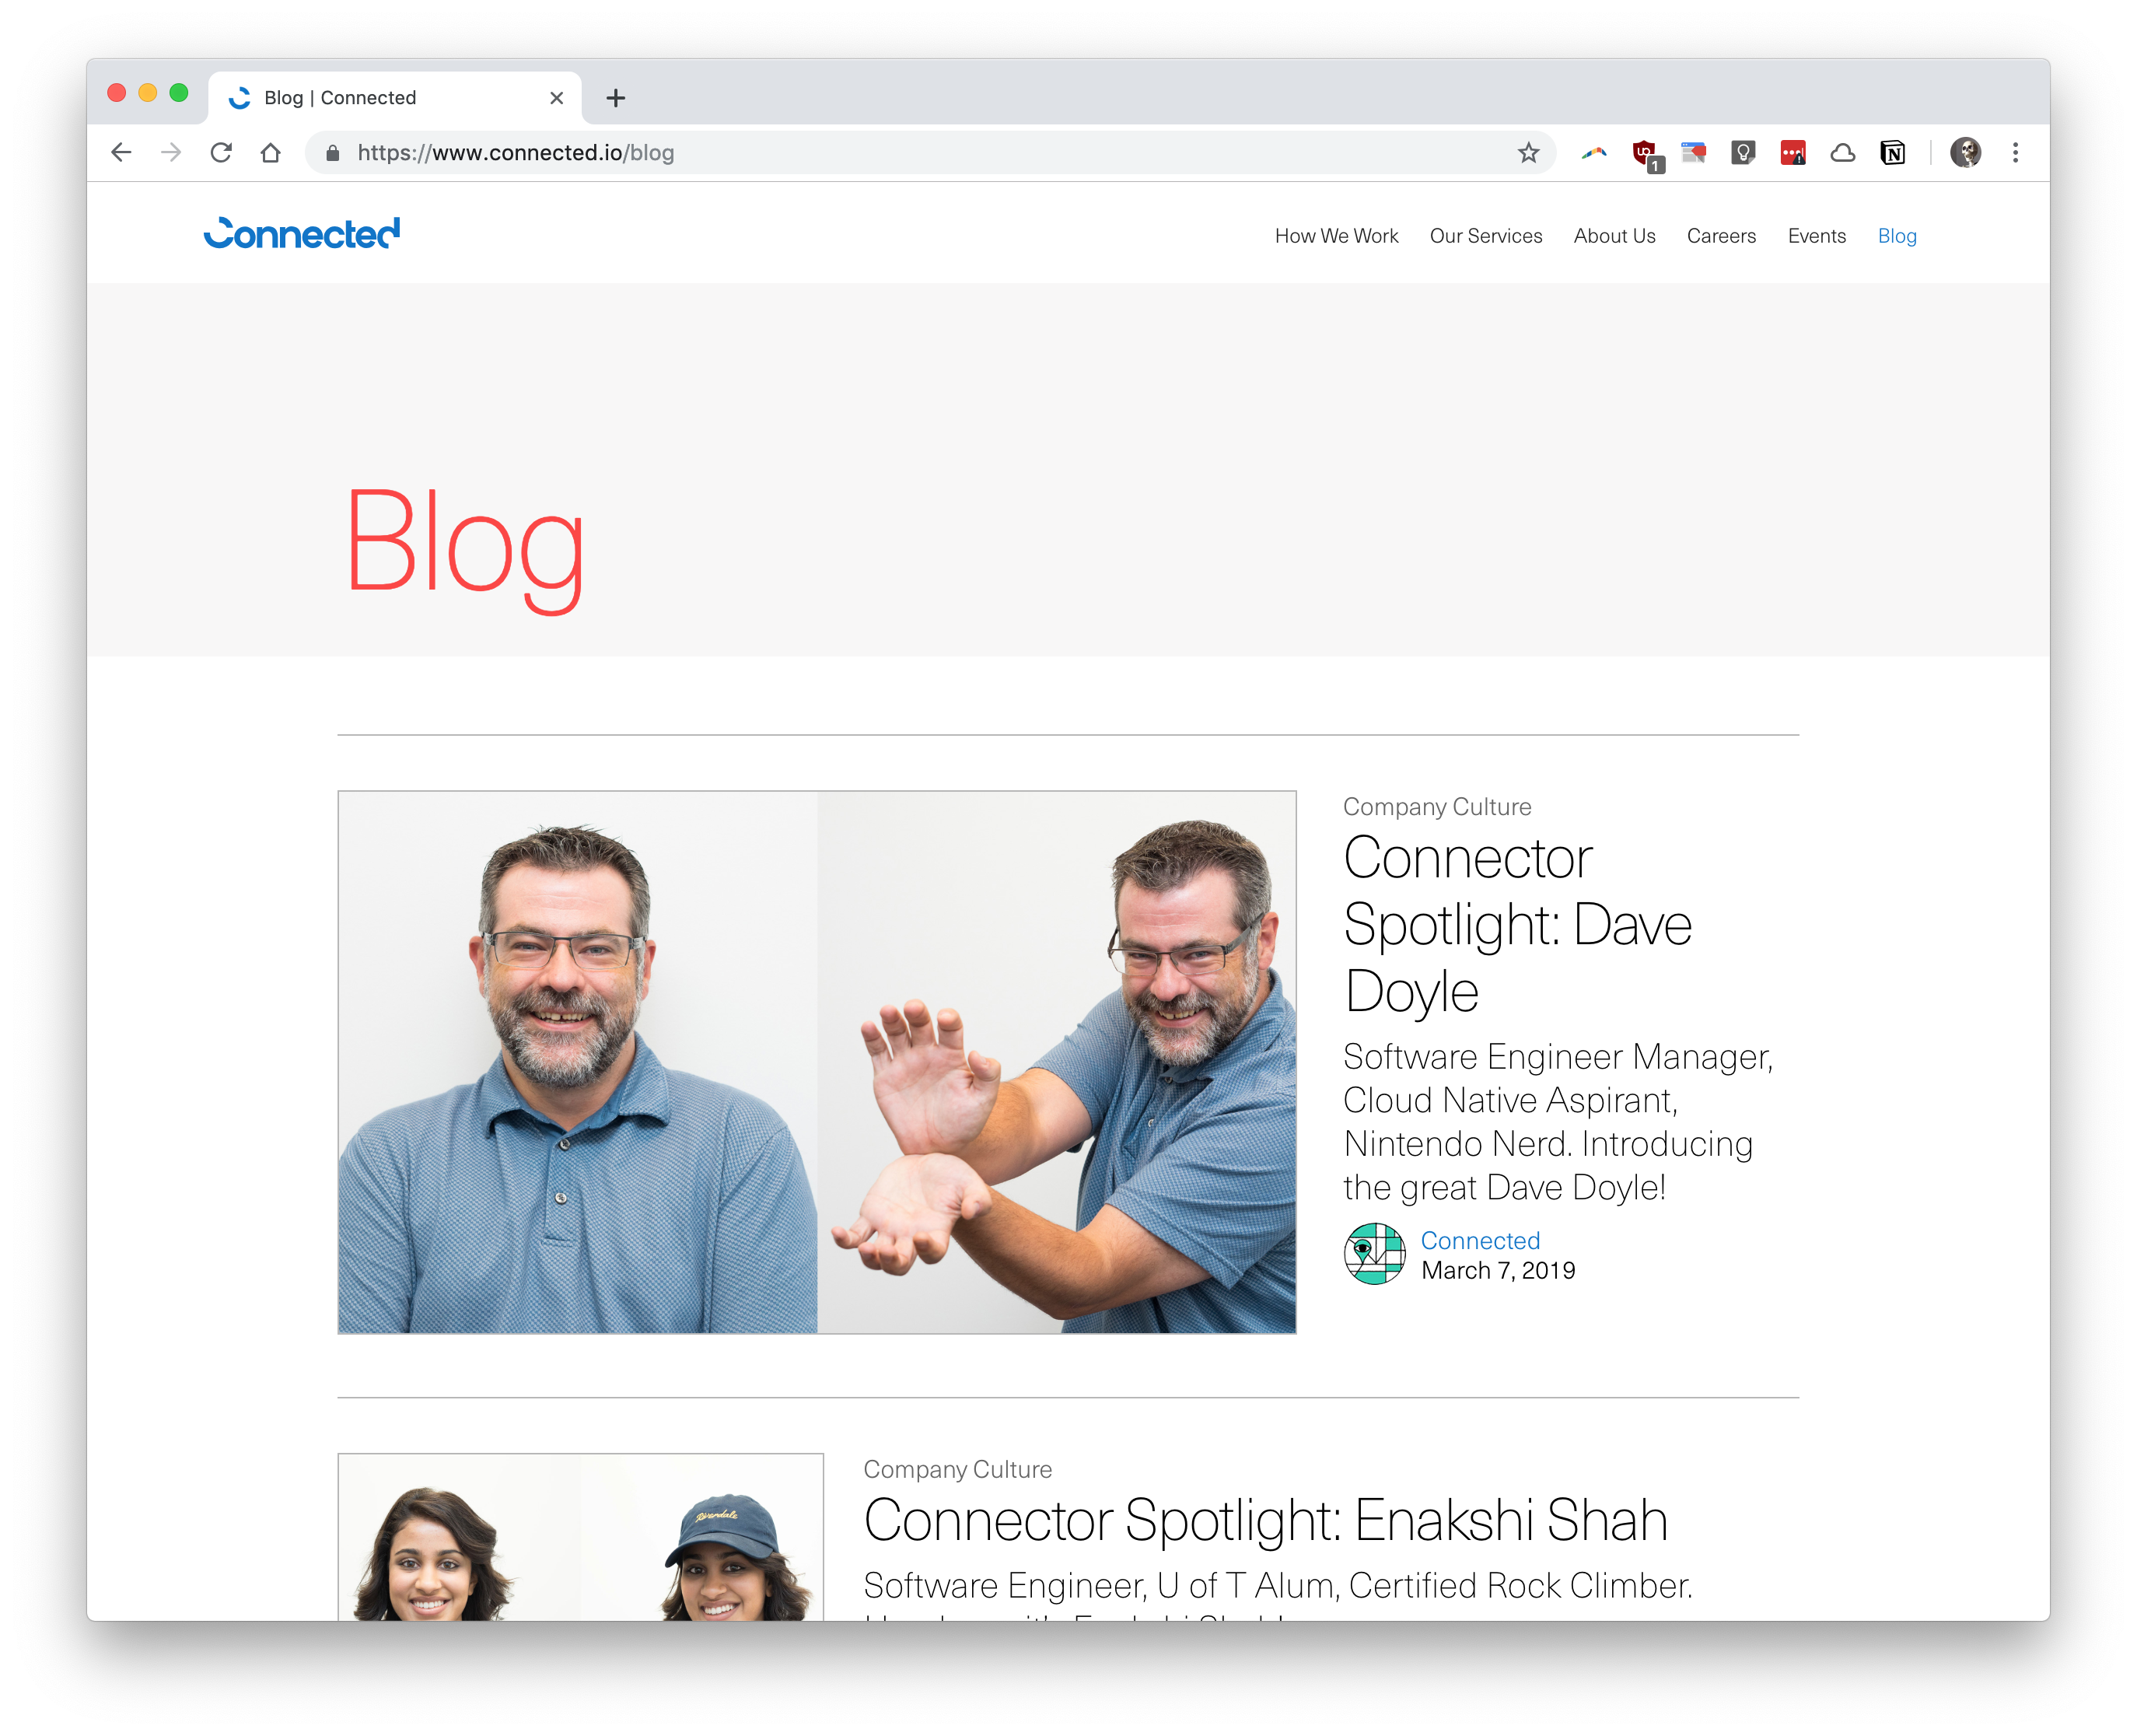 Blog | Connected
https://www.connected.io/blog
1
Connected
How We Work Our Services About Us Careers Events Blog
Blog
Company Culture
Connector
Spotlight: Dave
Doyle
Software Engineer Manager,
Cloud Native Aspirant,
Nintendo Nerd. Introducing
the great Dave Doyle!
Connected
March 7, 2019
Company Culture
Connector Spotlight: Enakshi Shah
Riverdale
Software Engineer, U of T Alum, Certified Rock Climber.